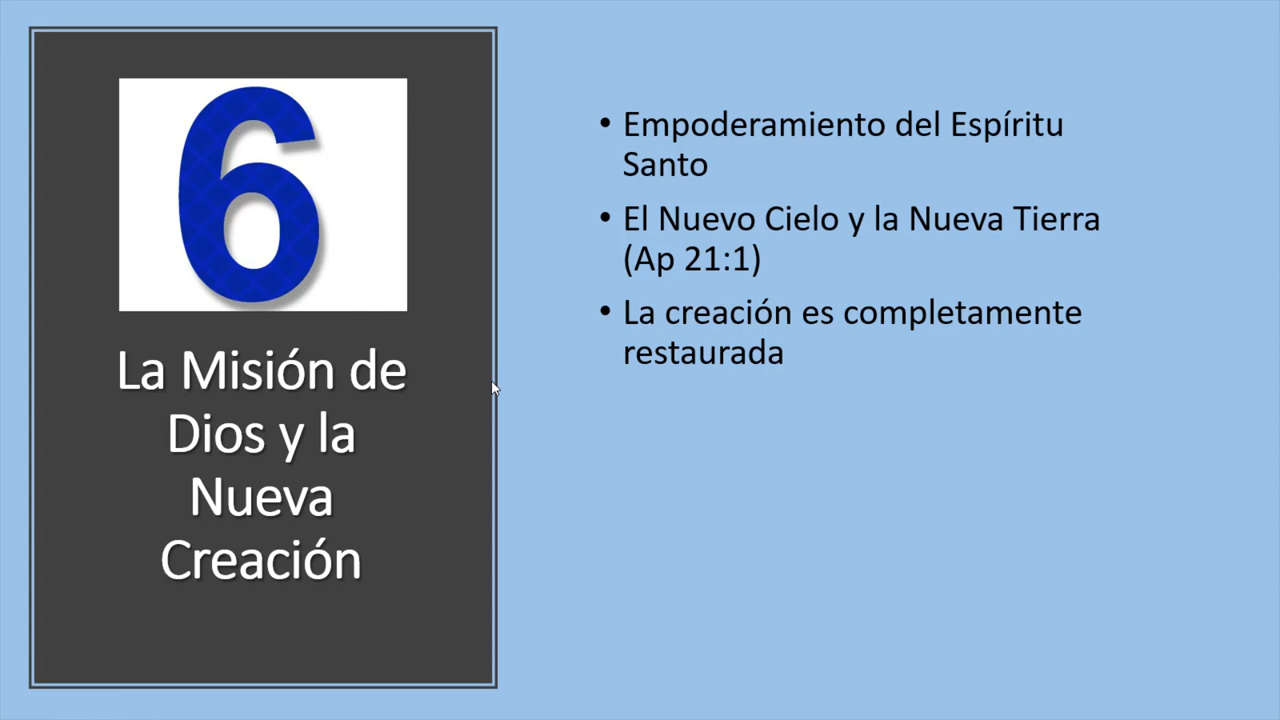 6
La Misión de
Dios y la
Nueva
Creación
• Empoderamiento del Espíritu
Santo
• El Nuevo Cielo y la Nueva Tierra
(Ap 21:1)
• La creación es completamente
restaurada